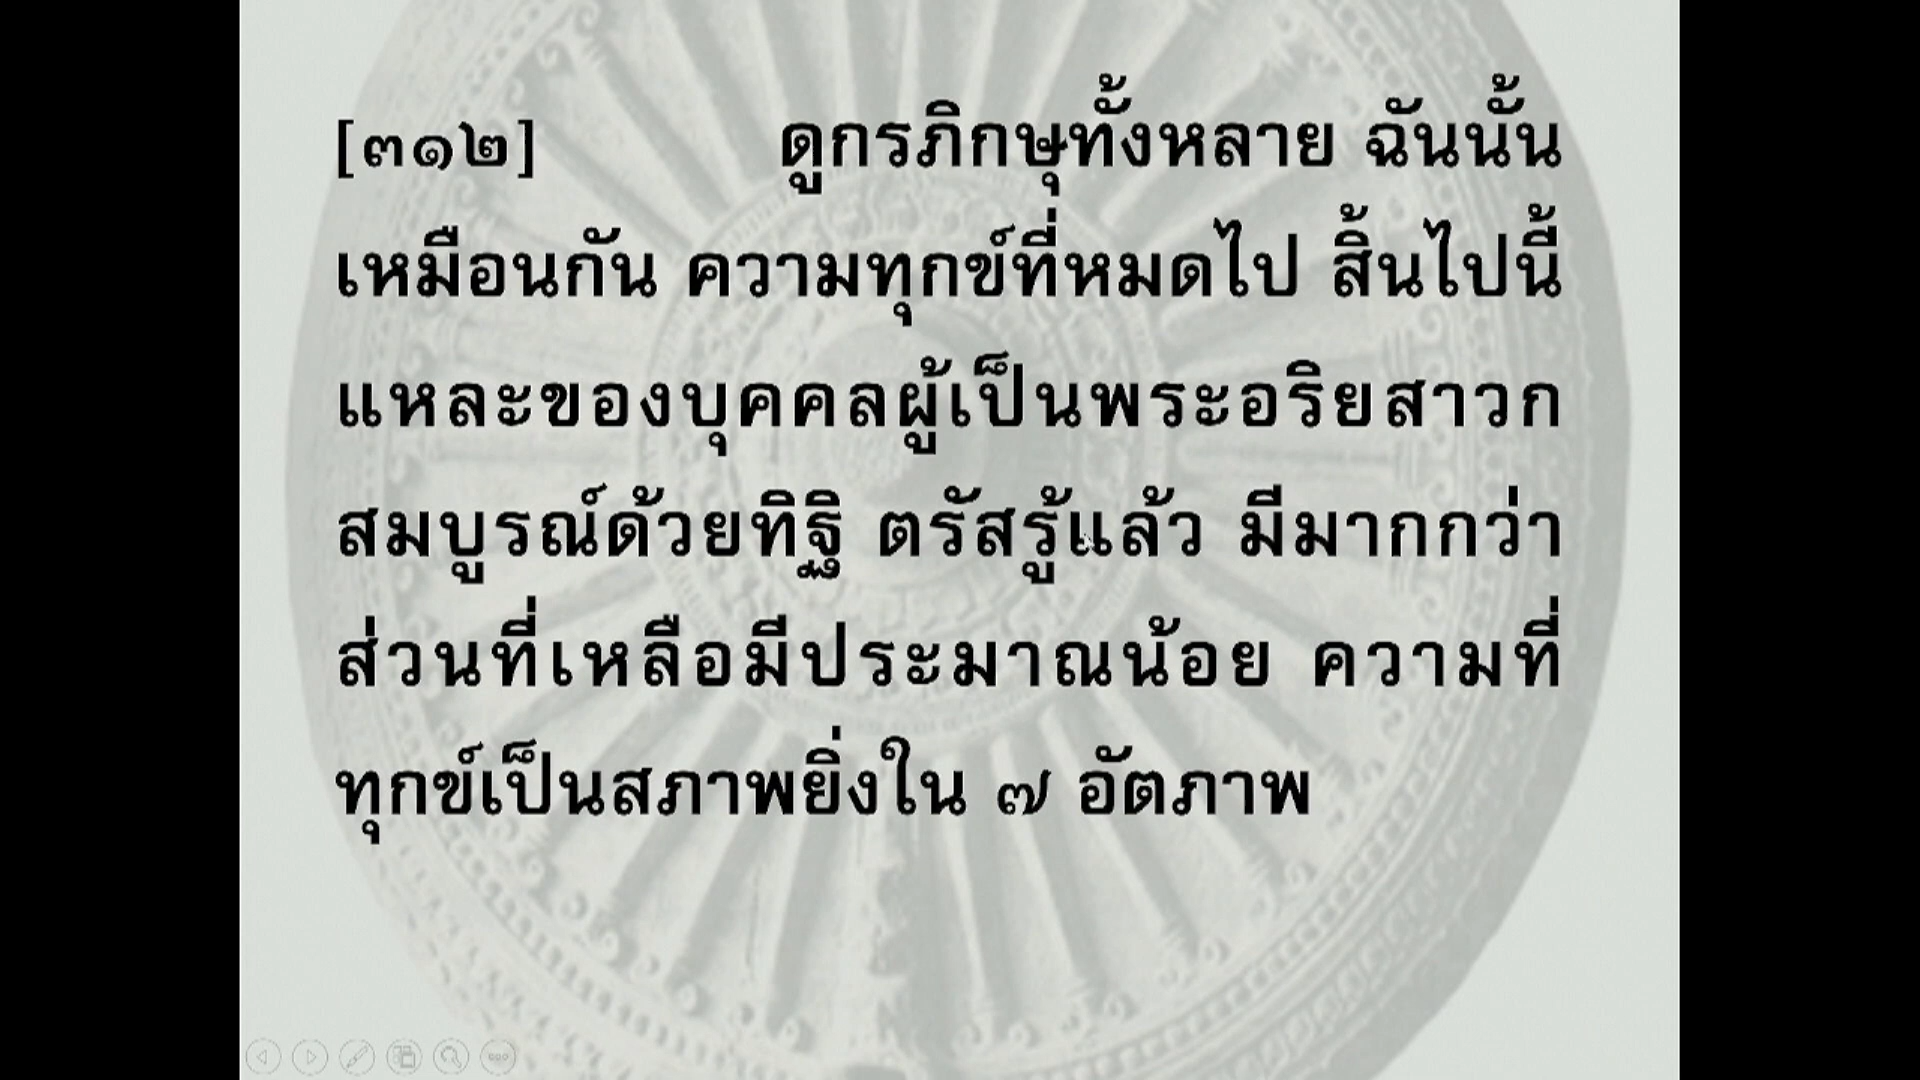 [๓๑๒] ดูกรภิกษุทั้งหลาย ฉันนั้น
เหมือนกัน ความทุกข์ที่หมดไป สิ้นไปนี้
แหละของบุคคลผู้เป็นพระอริยสาวก
สมบูรณ์ด้วยทิฐิ ตรัสรู้แล้ว มีมากกว่า
ส่วนที่เหลือมีประมาณน้อย ความที่
ทุกข์เป็นสภาพยิ่งใน ๗ อัตภาพ